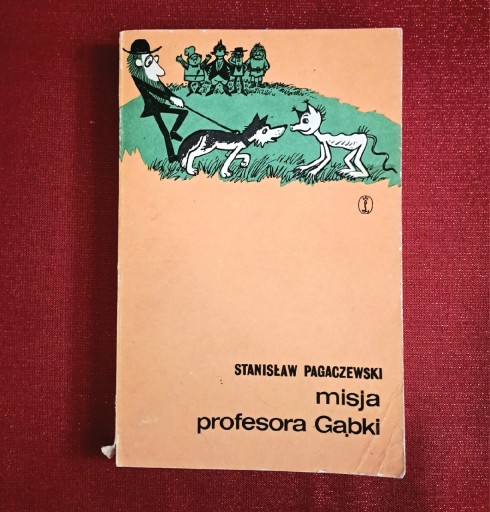 STANISŁAW PAGACZEWSKI
misja
profesora Gąbki